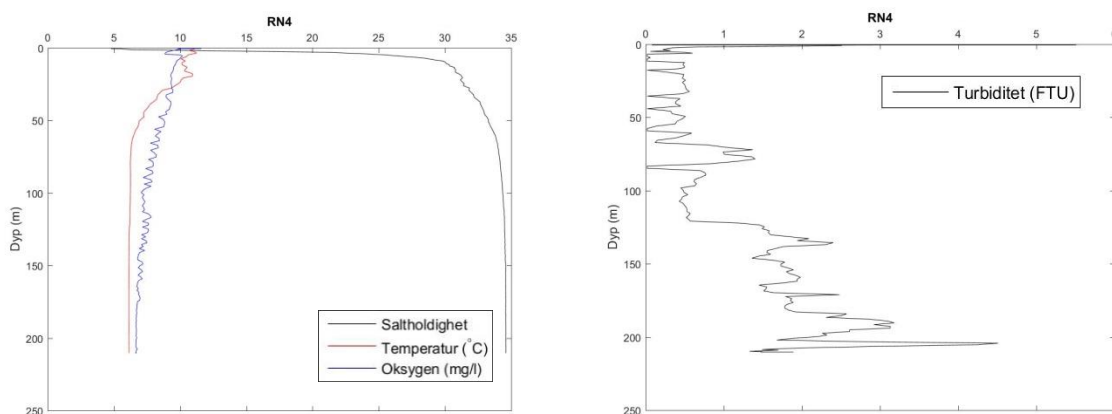 RN4
0 5 10 15 20 25 30 35
0
50
100
150
200
250
Dyp (m)
Saltholdighet
Temperatur (°C)
Oksygen (mg/l)
RN4
0 1 2 3 4 5 6
0
50
100
150
200
250
Dyp (m)
Turbiditet (FTU)